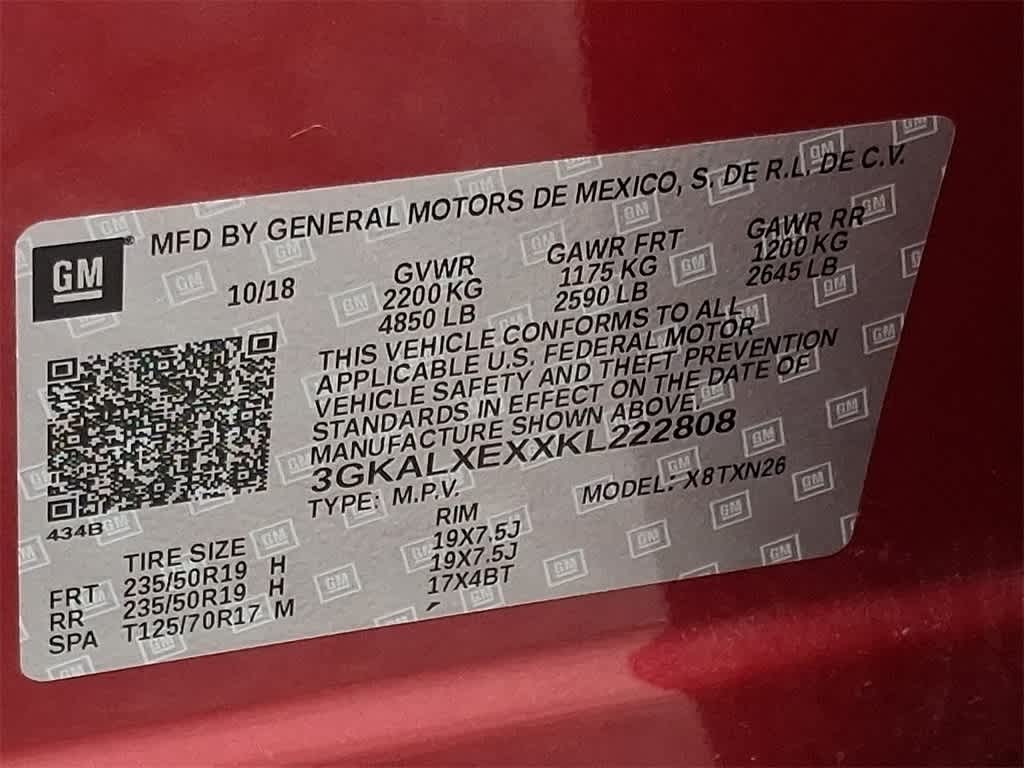 GM
MFD BY GENERAL MOTORS DE MEXICO, S. DE R.L. DE C.V.
10/18 GVWR GAWR FRT GAWR RR
2200 KG 1175 KG 1200 KG
4850 LB 2590 LB 2645 LB
THIS VEHICLE CONFORMS TO ALL
APPLICABLE U.S. FEDERAL MOTOR
VEHICLE SAFETY AND THEFT PREVENTION
STANDARDS IN EFFECT ON THE DATE OF
MANUFACTURE SHOWN ABOVE.
3GKALXEXXKL222808
TYPE: M.P.V. MODEL: X8TXN26
434B
TIRE SIZE RIM
FRT 235/50R19 H 19X7.5J
RR 235/50R19 H 19X7.5J
SPA T125/70R17 M 17X4BT